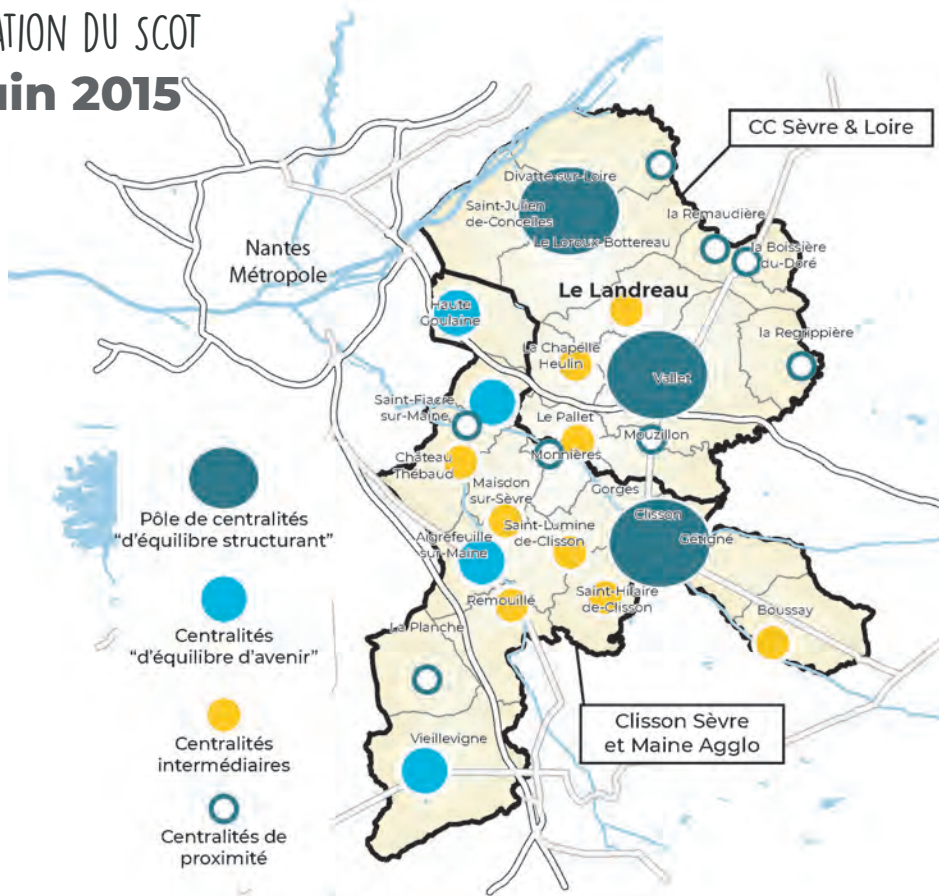 ATION DU SCOT
uin 2015
CC Sèvre & Loire
Divatte-sur-Loire
Saint-Julien
de-Concelles
la Remaudière
Le Loroux-Bottereau
la Boissière
du-Doré
Nantes
Métropole
Le Landreau
Haute
Goulaine
la Regrippière
Le Chapelle
Heulin
Vallet
Saint-Fiacre
sur-Maine
Le Pallet
Mouzillon
Monnières
Château
Thébaud
Maisdon
sur-Sèvre
Gorges
Clisson
Gétigné
Saint-Lumine
de-Clisson
Aigrefeuille
sur-Maine
Remouillé
Saint-Hilaire
de-Clisson
Boussay
La Planche
Vieillevigne
Clisson Sèvre
et Maine Agglo
Pôle de centralités
“d'équilibre structurant”
Centralités
“d'équilibre d'avenir”
Centralités
intermédiaires
Centralités de
proximité